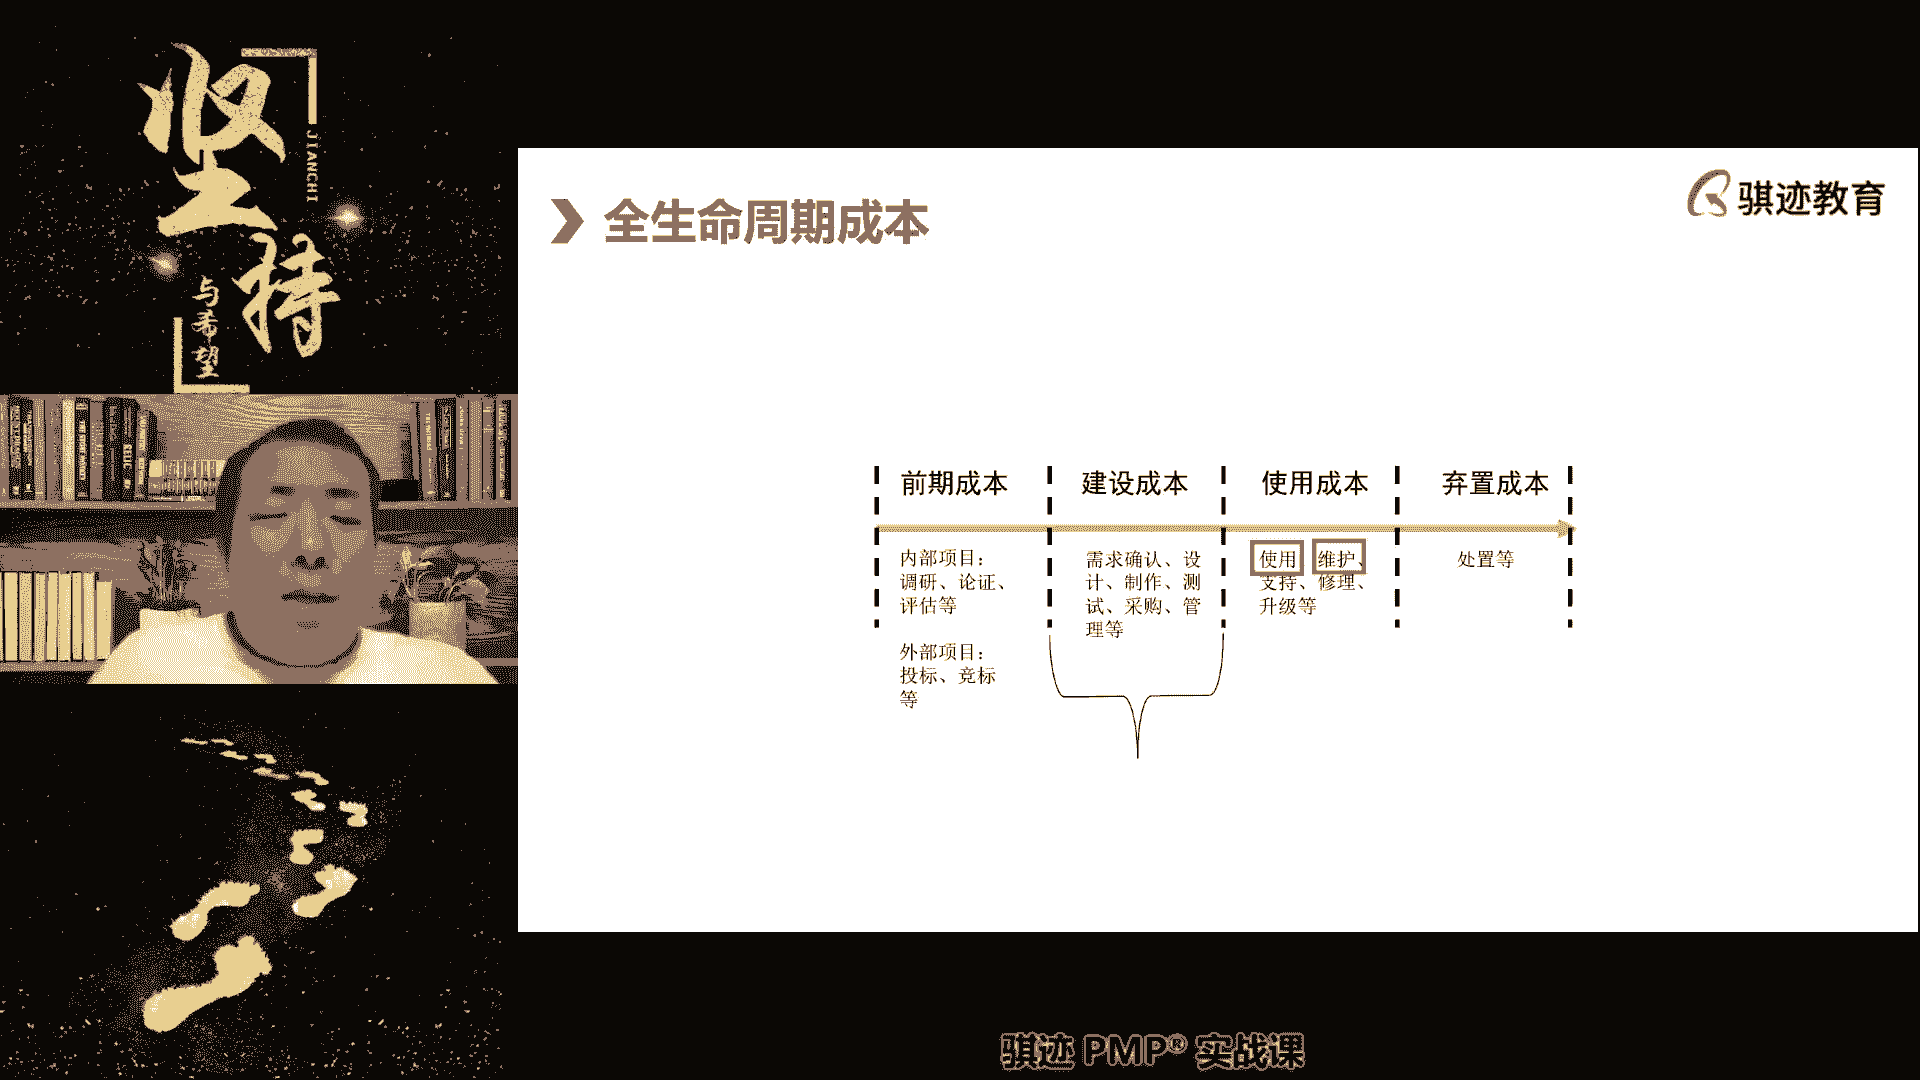 坚持
JIANCHI
与希望
骐迹教育
全生命周期成本
前期成本
建设成本
使用成本
弃置成本
内部项目：
调研、论证、
评估等
外部项目：
投标、竞标
等
需求确认、设
计、制作、测
试、采购、管
理等
使用、维护、
支持、修理、
升级等
处置等
骐迹 PMP® 实战课